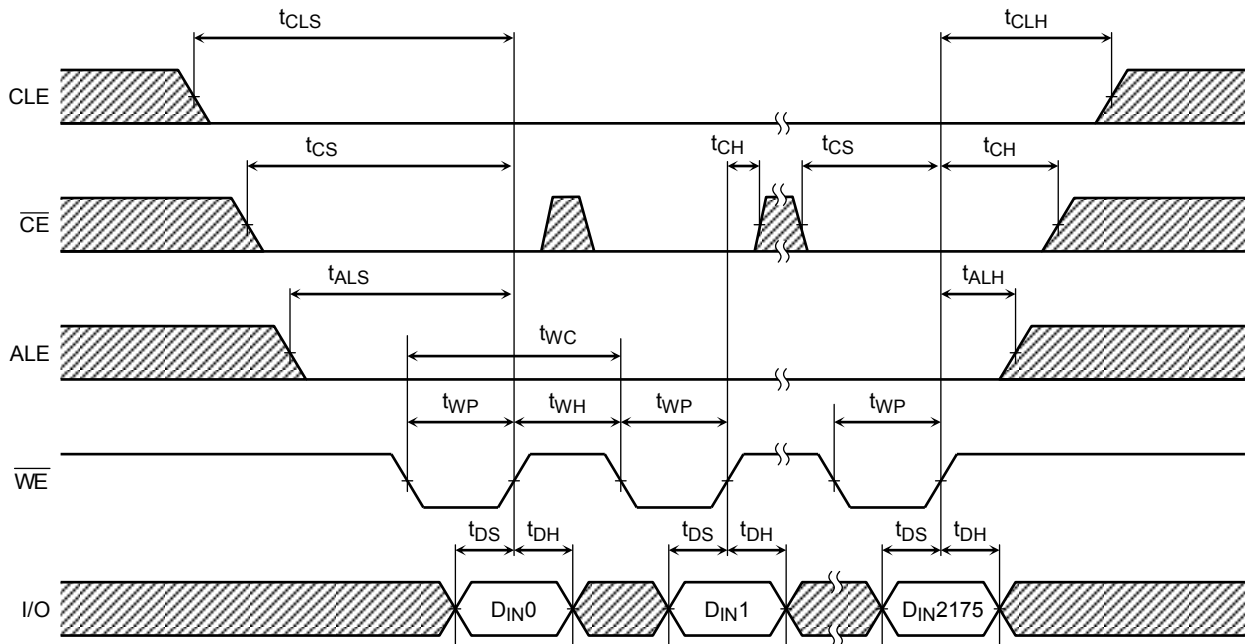 tCLS tCLH
CLE
tCS tCH tCS tCH
CE
tALS tALH
ALE
tWC
tWP tWH tWP tWP
WE
tDS tDH tDS tDH tDS tDH
I/O DIN0 DIN1 DIN2175